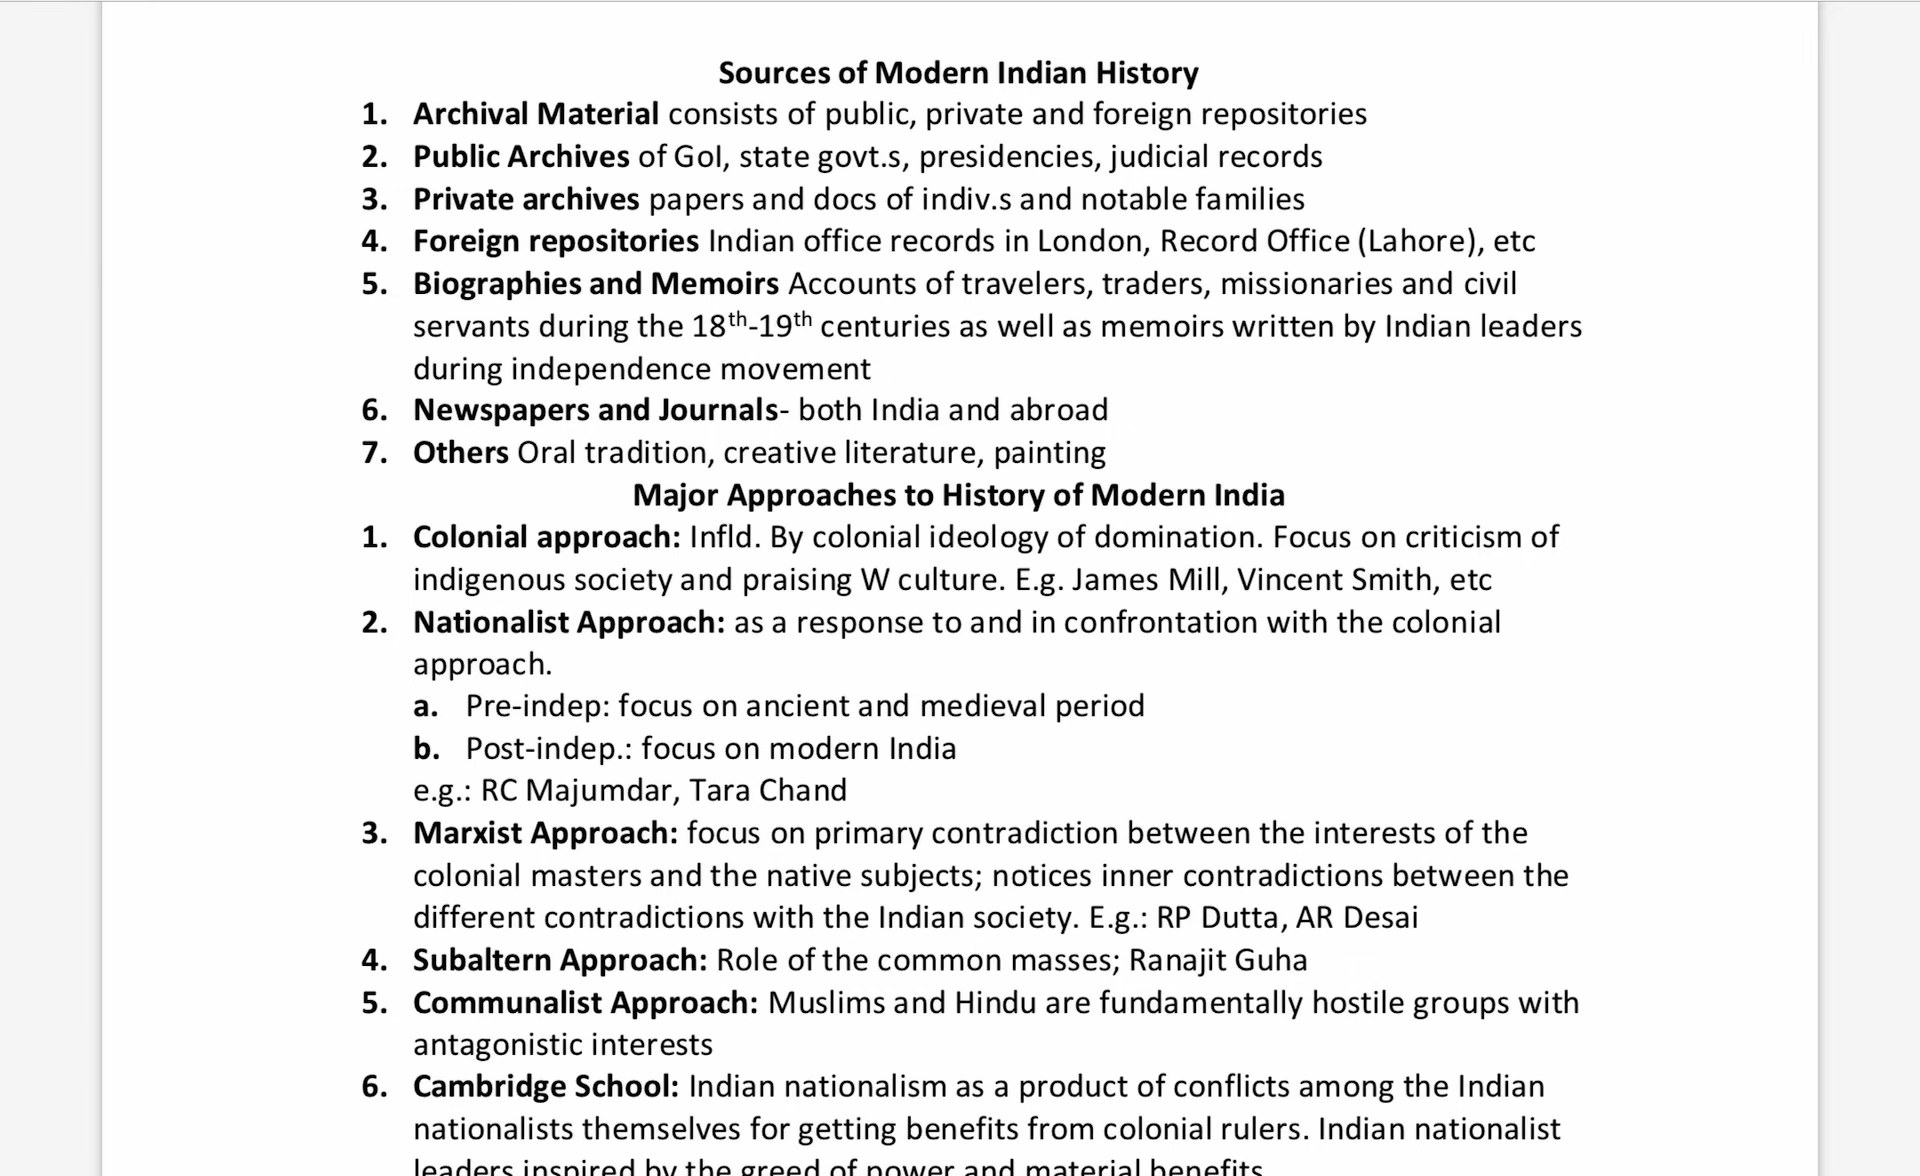 Sources of Modern Indian History
1. Archival Material consists of public, private and foreign repositories
2. Public Archives of GoI, state govt.s, presidencies, judicial records
3. Private archives papers and docs of indiv.s and notable families
4. Foreign repositories Indian office records in London, Record Office (Lahore), etc
5. Biographies and Memoirs Accounts of travelers, traders, missionaries and civil
servants during the 18th-19th centuries as well as memoirs written by Indian leaders
during independence movement
6. Newspapers and Journals- both India and abroad
7. Others Oral tradition, creative literature, painting
Major Approaches to History of Modern India
1. Colonial approach: Infld. By colonial ideology of domination. Focus on criticism of
indigenous society and praising W culture. E.g. James Mill, Vincent Smith, etc
2. Nationalist Approach: as a response to and in confrontation with the colonial
approach.
a. Pre-indep: focus on ancient and medieval period
b. Post-indep.: focus on modern India
e.g.: RC Majumdar, Tara Chand
3. Marxist Approach: focus on primary contradiction between the interests of the
colonial masters and the native subjects; notices inner contradictions between the
different contradictions with the Indian society. E.g.: RP Dutta, AR Desai
4. Subaltern Approach: Role of the common masses; Ranajit Guha
5. Communalist Approach: Muslims and Hindu are fundamentally hostile groups with
antagonistic interests
6. Cambridge School: Indian nationalism as a product of conflicts among the Indian
nationalists themselves for getting benefits from colonial rulers. Indian nationalist
leaders inspired by the greed of power and material benefits